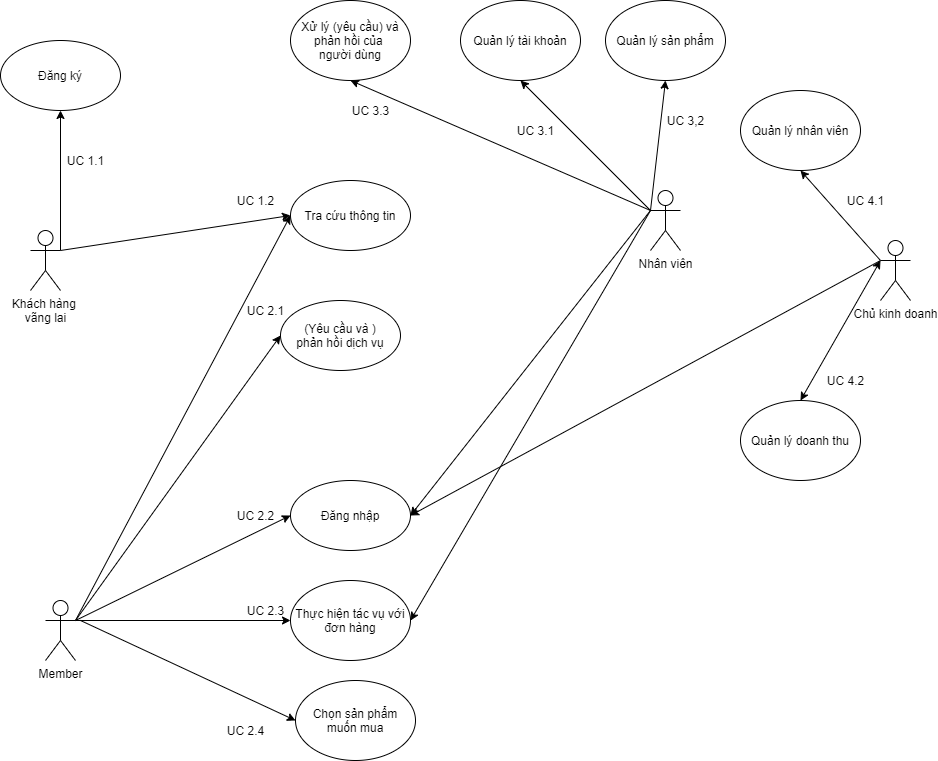 Xử lý (yêu cầu) và
phản hồi của
người dùng
Quản lý tài khoản
Quản lý sản phẩm
Đăng ký
UC 3.3
UC 3.1
UC 3,2
Quản lý nhân viên
UC 1.1
UC 1.2
Tra cứu thông tin
UC 4.1
Khách hàng
vãng lai
Nhân viên
Chủ kinh doanh
UC 2.1
(Yêu cầu và )
phản hồi dịch vụ
UC 4.2
Quản lý doanh thu
UC 2.2
Đăng nhập
UC 2.3
Thực hiện tác vụ với
đơn hàng
Member
UC 2.4
Chọn sản phẩm
muốn mua